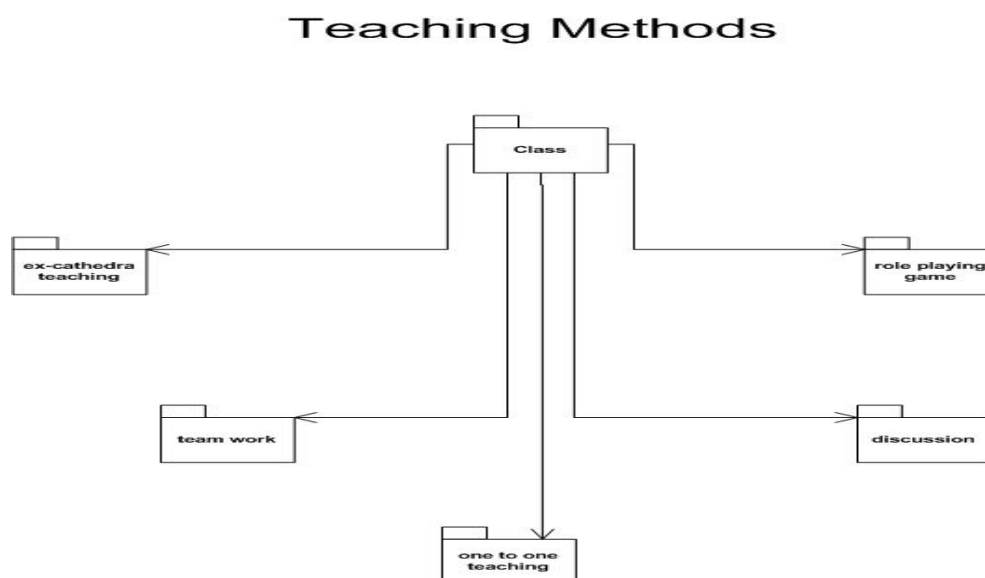 Teaching Methods
Class
ex-cathedra
teaching
role playing
game
team work
discussion
one to one
teaching